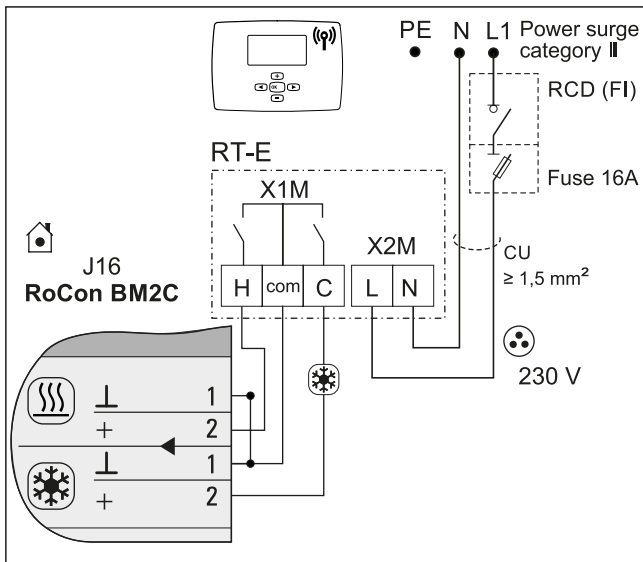 PE N L1 Power surge
category II
OK
RCD (FI)
RT-E
Fuse 16A
X1M
X2M
J16
RoCon BM2C
H com C L N
CU
≥ 1,5 mm²
230 V
⊥ 1
+ 2
⊥ 1
+ 2